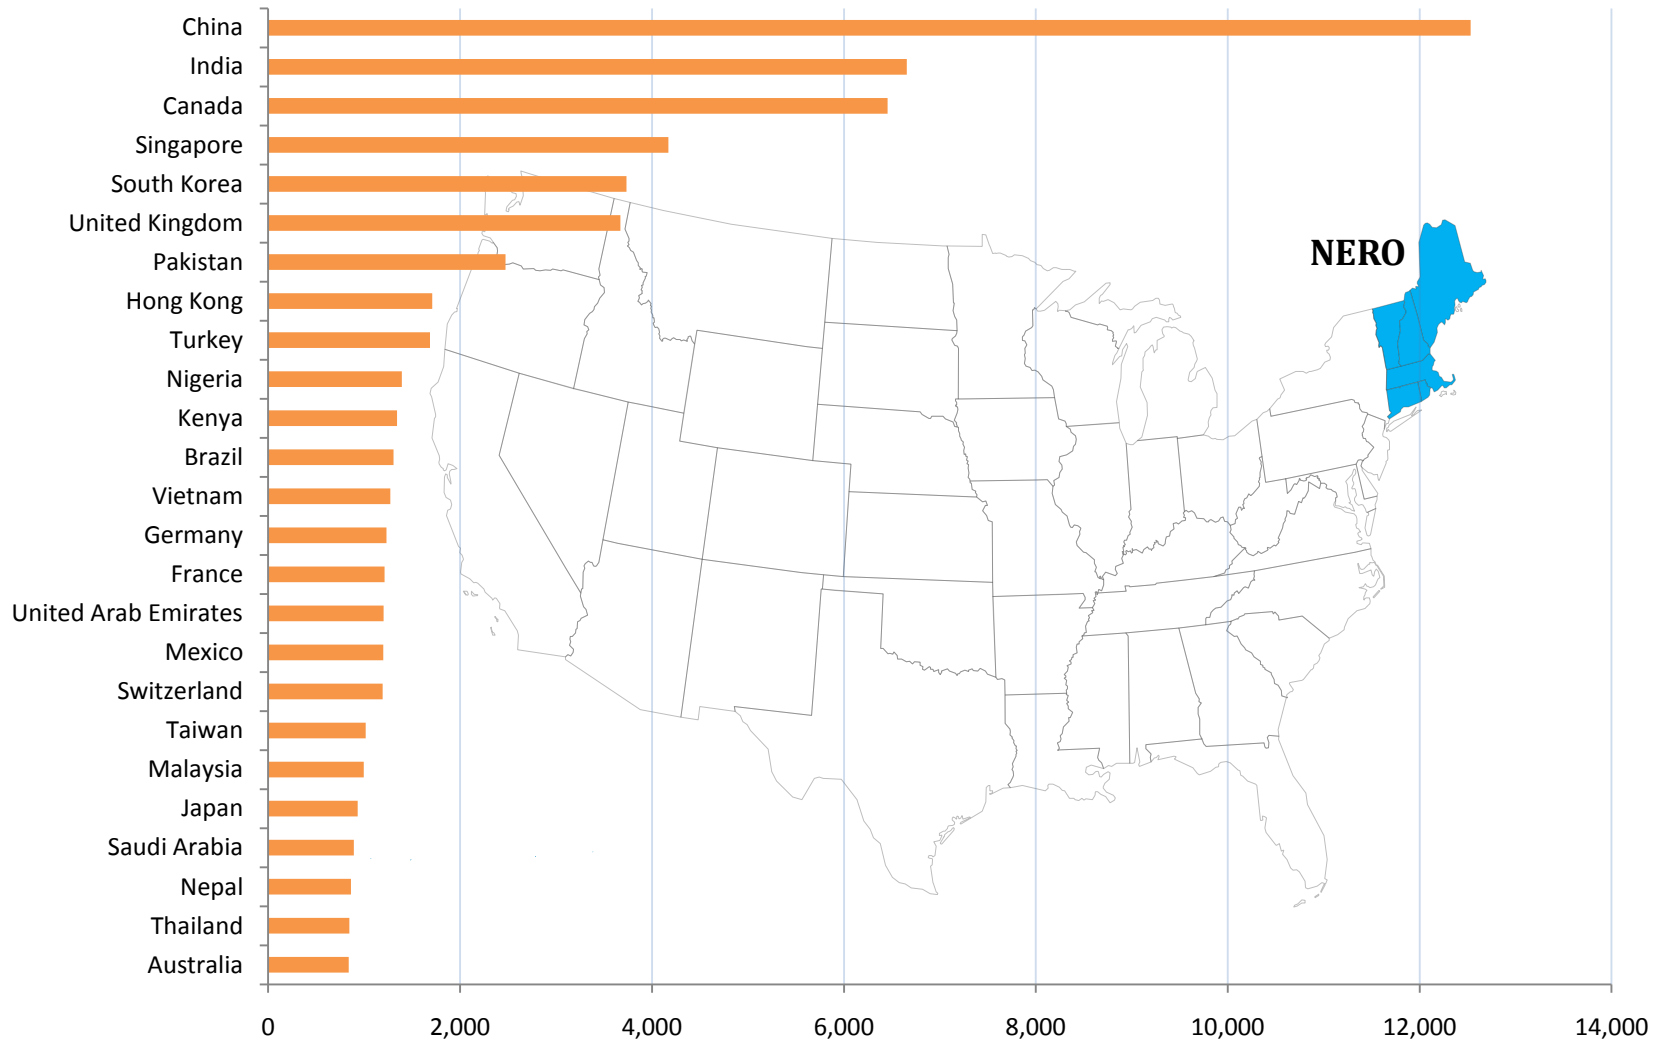 China
India
Canada
Singapore
South Korea
United Kingdom
Pakistan
Hong Kong
Turkey
Nigeria
Kenya
Brazil
Vietnam
Germany
France
United Arab Emirates
Mexico
Switzerland
Taiwan
Malaysia
Japan
Saudi Arabia
Nepal
Thailand
Australia
NERO
0 2,000 4,000 6,000 8,000 10,000 12,000 14,000